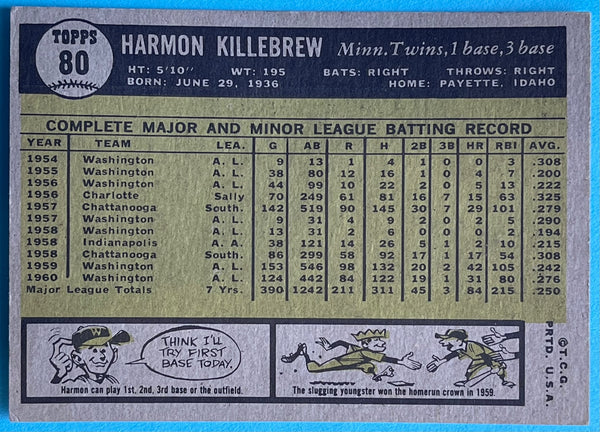 TOPPS
80
HARMON KILLEBREW Minn. Twins, 1 base, 3 base
HT: 5'10" WT: 195 BATS: RIGHT THROWS: RIGHT
BORN: JUNE 29, 1936 HOME: PAYETTE, IDAHO
COMPLETE MAJOR AND MINOR LEAGUE BATTING RECORD
YEAR TEAM LEA. G AB R H 2B 3B HR RBI AVG.
1954 Washington A. L. 9 13 1 4 1 0 0 3 .308
1955 Washington A. L. 38 80 12 16 1 0 4 7 .200
1956 Washington A. L. 44 99 10 22 2 0 5 13 .222
1956 Charlotte Sally 70 249 61 81 16 7 15 63 .325
1957 Chattanooga South. 142 519 90 145 30 7 29 101 .279
1957 Washington A. L. 9 31 4 9 2 0 2 5 .290
1958 Washington A. L. 13 31 2 6 0 0 0 2 .194
1958 Indianapolis A. A. 38 121 14 26 5 1 2 10 .215
1958 Chattanooga South. 86 299 58 92 17 1 17 54 .308
1959 Washington A. L. 153 546 98 132 20 2 42 105 .242
1960 Washington A. L. 124 442 84 122 19 1 31 80 .276
Major League Totals 7 Yrs. 390 1242 211 311 45 3 84 215 .250
W
THINK I'LL
TRY FIRST
BASE TODAY.
Harmon can play 1st, 2nd, 3rd base or the outfield.
The slugging youngster won the homerun crown in 1959.
© T. C. G.
PRTD. U. S. A.